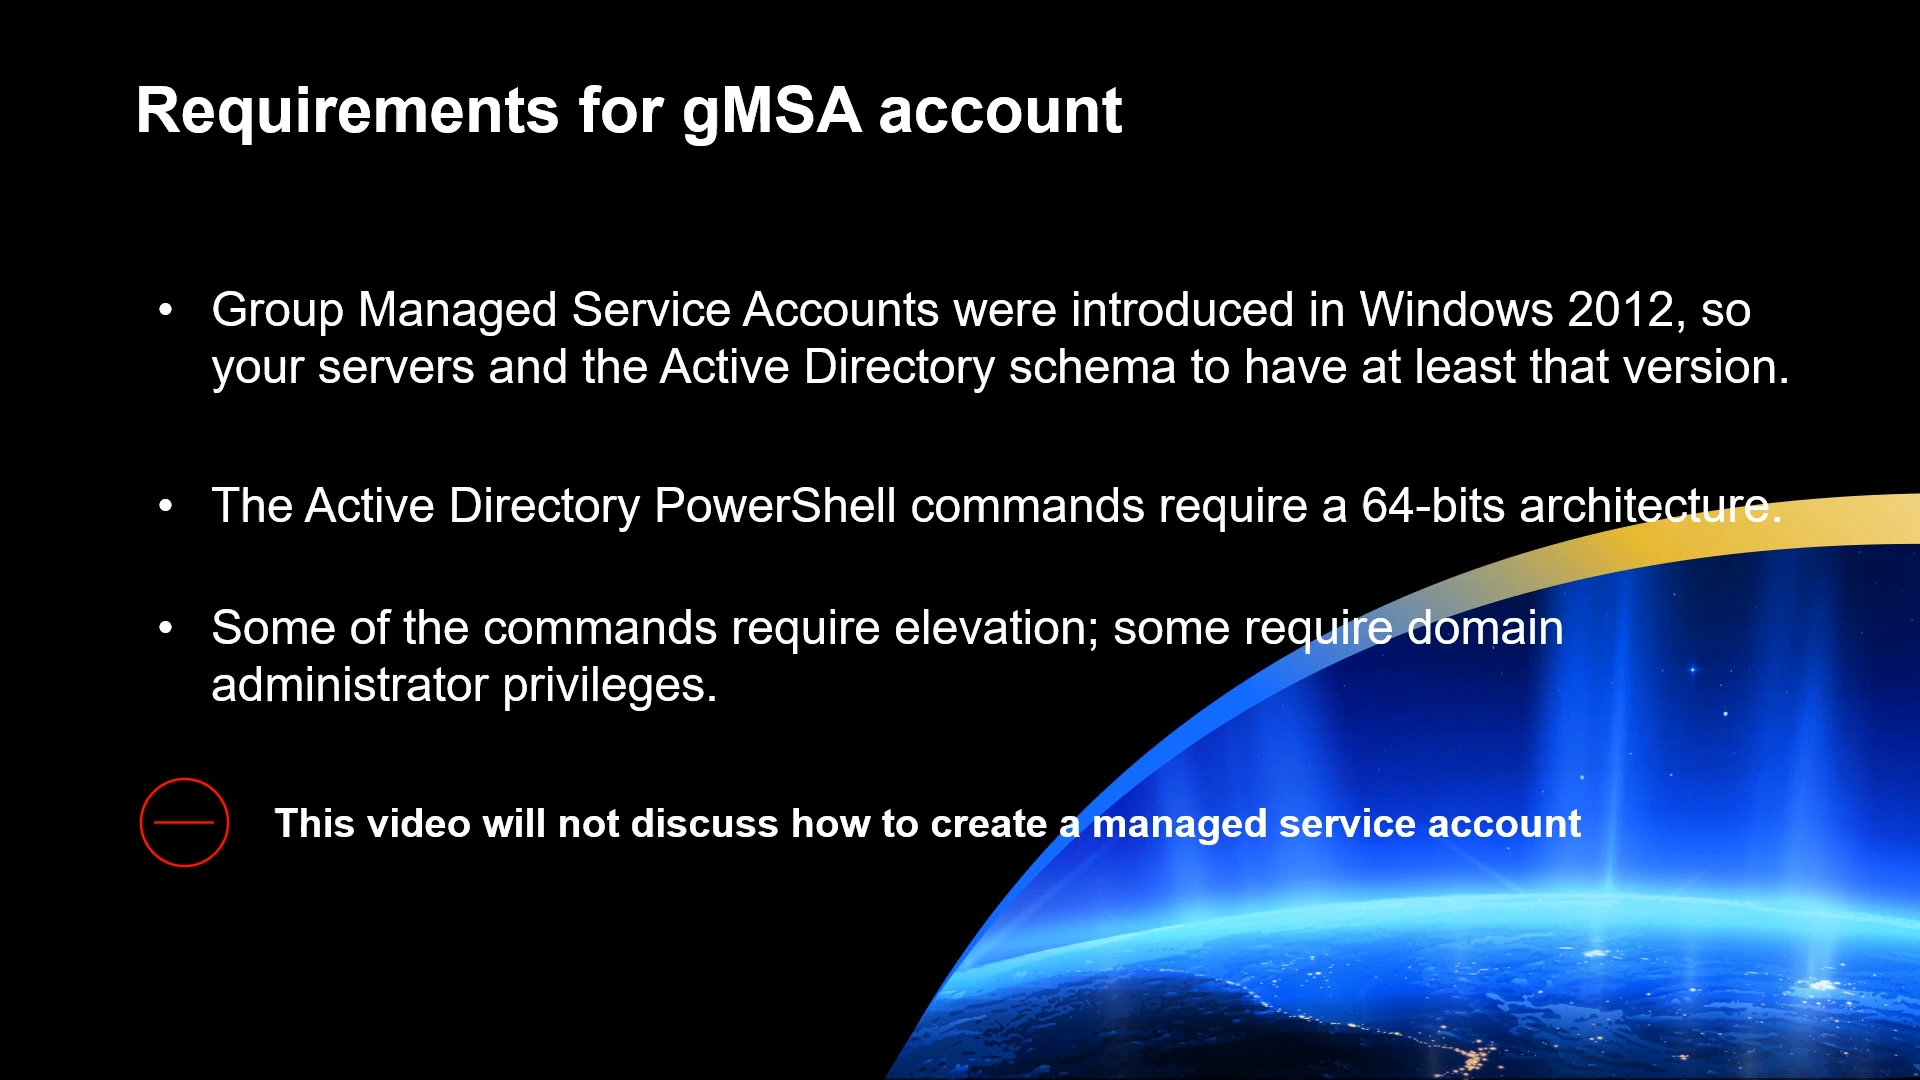 Requirements for gMSA account
• Group Managed Service Accounts were introduced in Windows 2012, so
your servers and the Active Directory schema to have at least that version.
• The Active Directory PowerShell commands require a 64-bits architecture.
• Some of the commands require elevation; some require domain
administrator privileges.
This video will not discuss how to create a managed service account